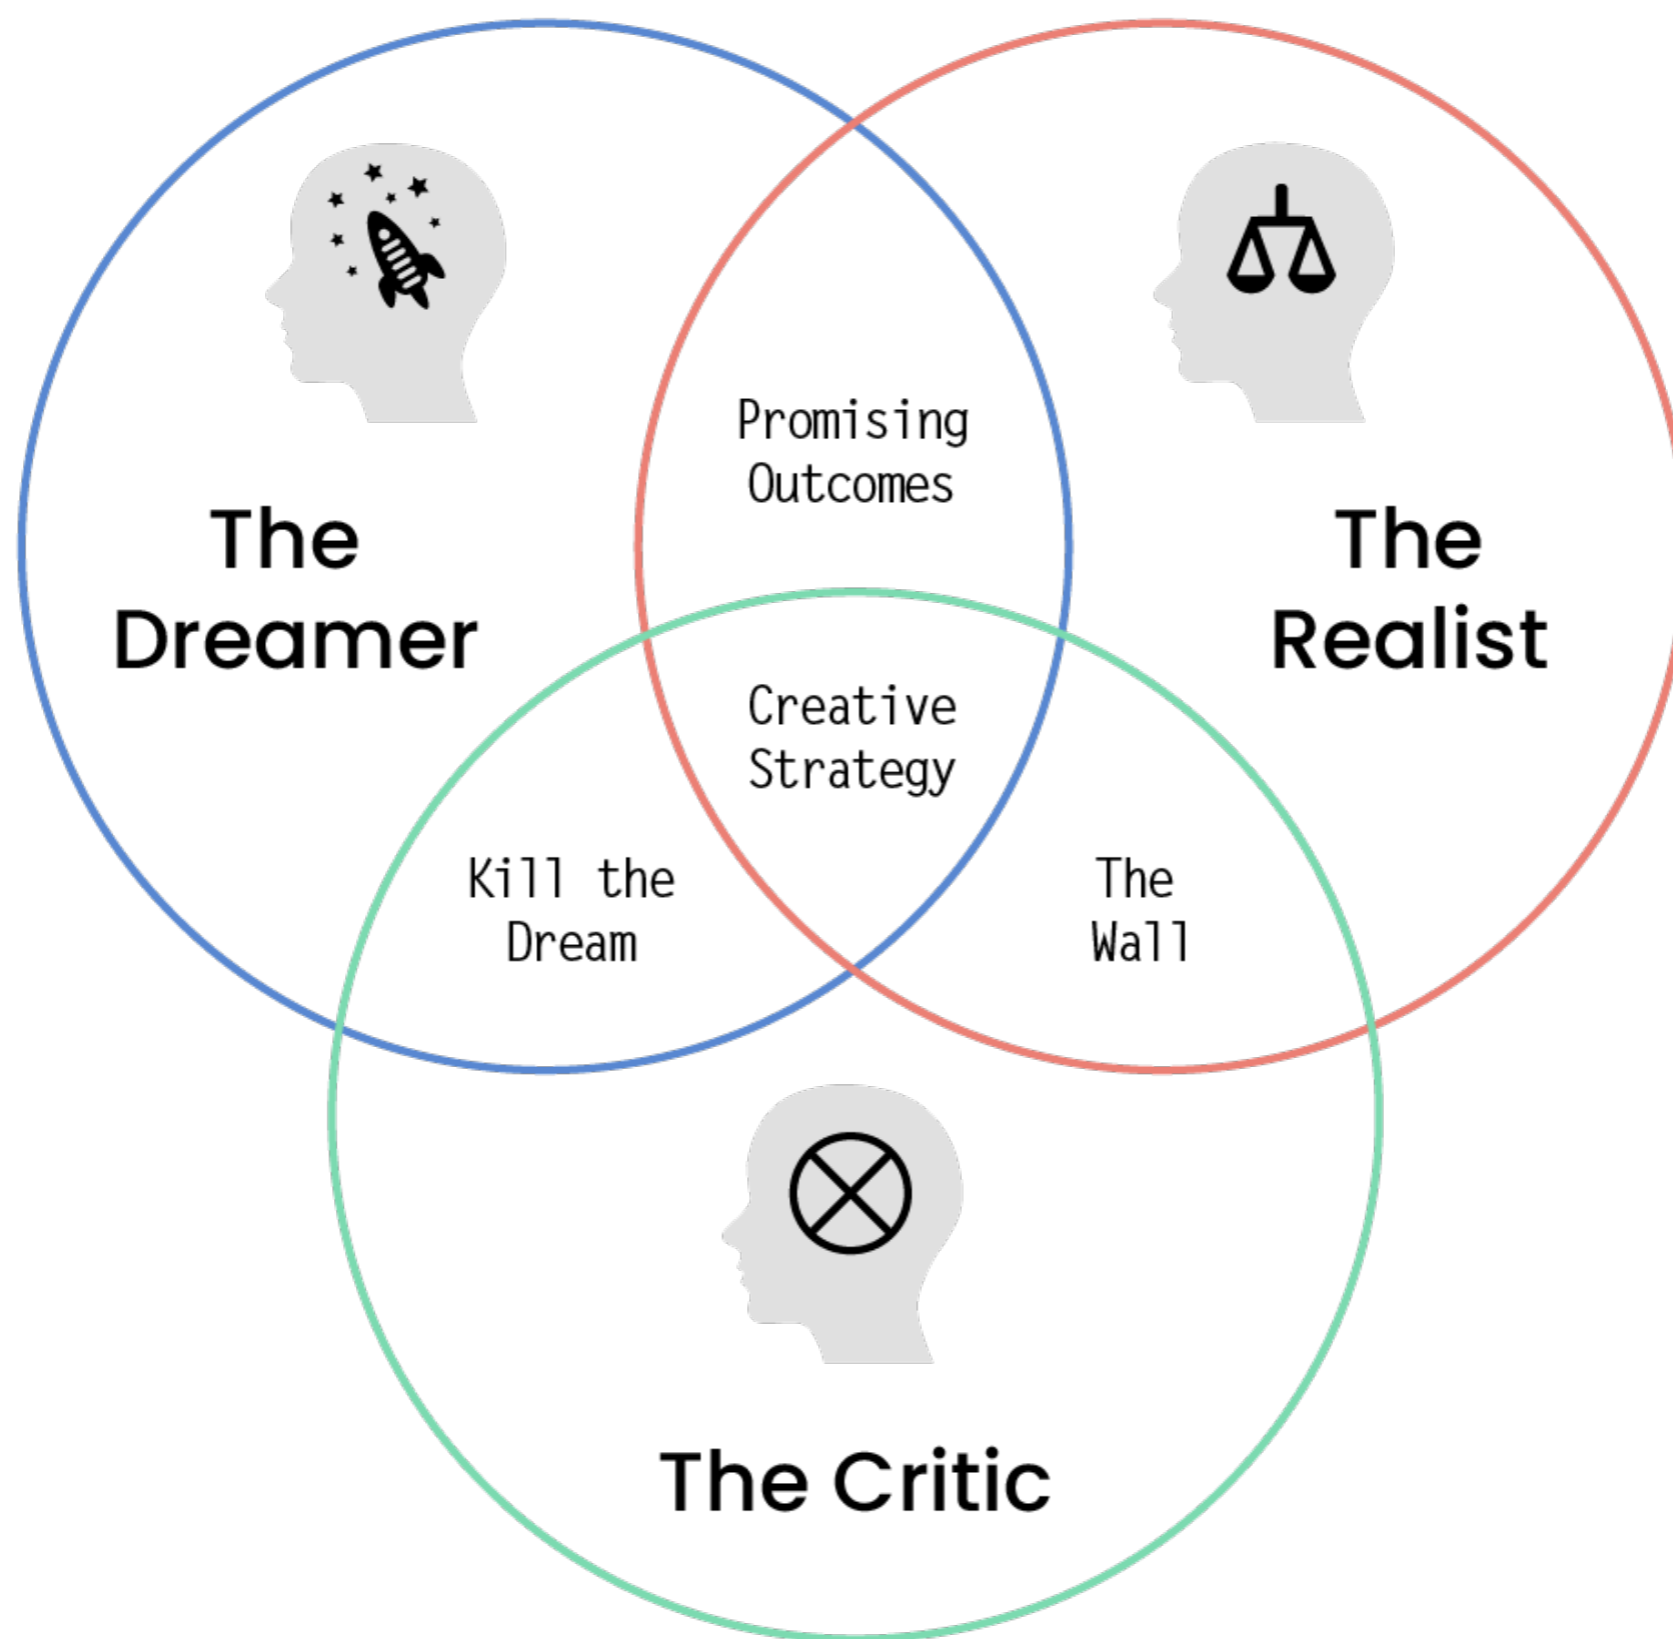 Promising
Outcomes
The
Dreamer
The
Realist
Creative
Strategy
Kill the
Dream
The
Wall
The Critic